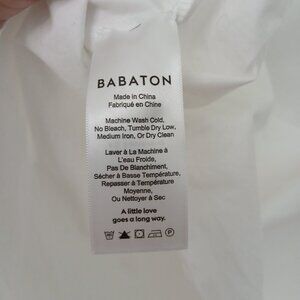 BABATON
Made in China
Fabriqué en Chine
Machine Wash Cold,
No Bleach, Tumble Dry Low,
Medium Iron, Or Dry Clean
Laver à La Machine à
L'eau Froide,
Pas De Blanchiment,
Sécher à Basse Température,
Repasser à Température
Moyenne,
Ou Nettoyer à Sec
A little love
goes a long way.
P